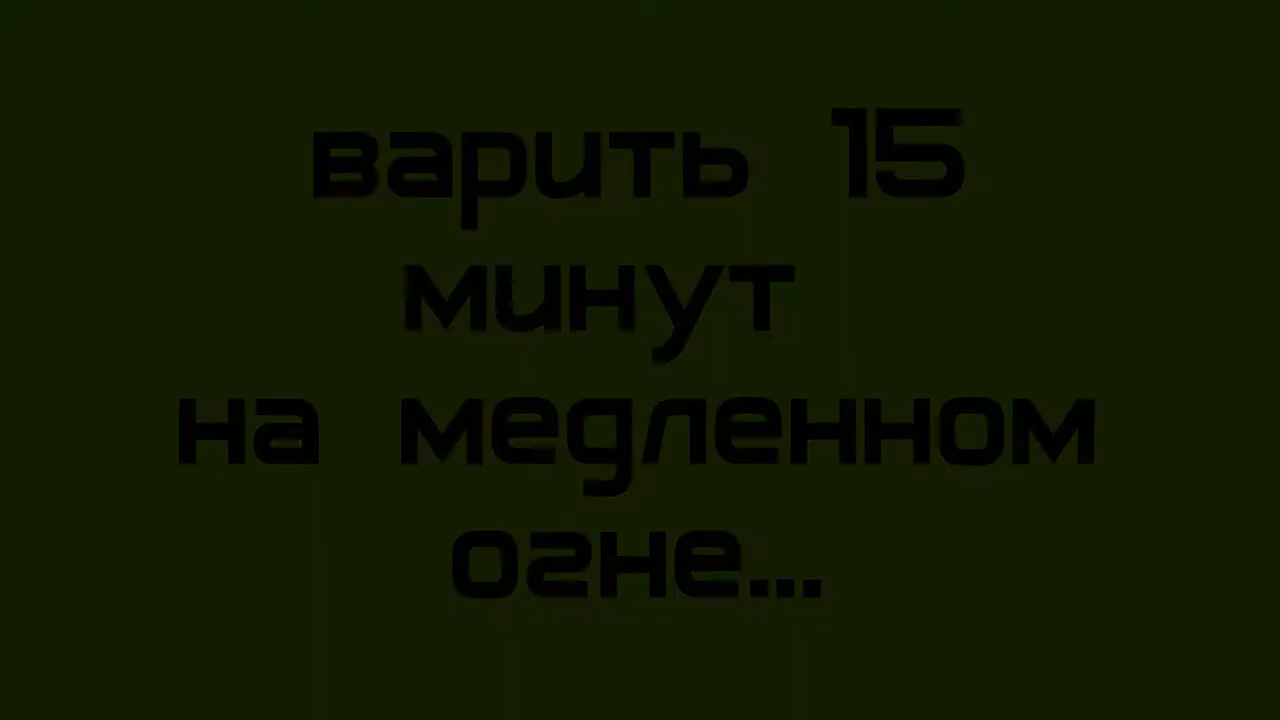 варить 15
минут
на медленном
огне...